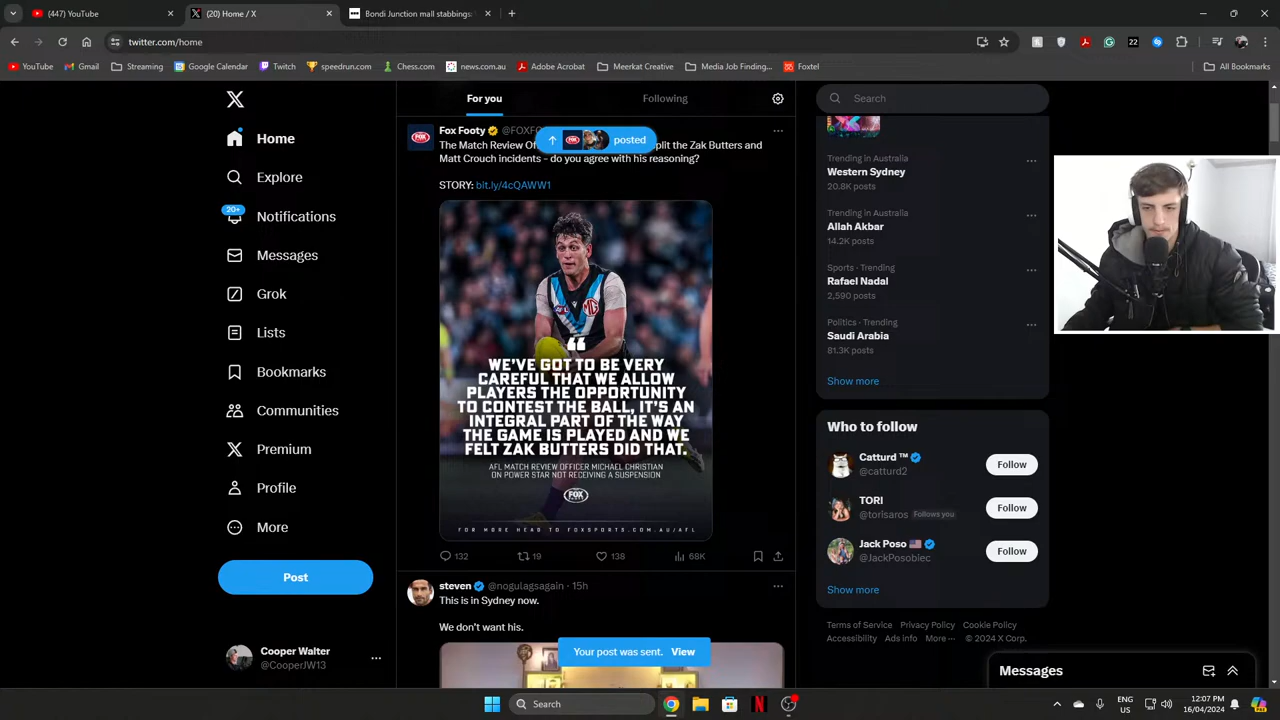 (447) YouTube
(20) Home / X
Bondi Junction mall stabbings:
twitter.com/home
22
YouTube
Gmail
Streaming
Google Calendar
Twitch
speedrun.com
Chess.com
news.com.au
Adobe Acrobat
Meerkat Creative
Media Job Finding...
Foxtel
All Bookmarks
Home
Explore
20+
Notifications
Messages
Grok
Lists
Bookmarks
Communities
Premium
Profile
More
Post
Cooper Walter
@CooperJW13
For you
Following
posted
Fox Footy @FOXFO
The Match Review Of split the Zak Butters and
Matt Crouch incidents - do you agree with his reasoning?
STORY: bit.ly/4cQAWW1
WE'VE GOT TO BE VERY
CAREFUL THAT WE ALLOW
PLAYERS THE OPPORTUNITY
TO CONTEST THE BALL, IT'S AN
INTEGRAL PART OF THE WAY
THE GAME IS PLAYED AND WE
FELT ZAK BUTTERS DID THAT.
AFL MATCH REVIEW OFFICER MICHAEL CHRISTIAN
ON POWER STAR NOT RECEIVING A SUSPENSION
FOX
FOR MORE HEAD TO FOXSPORTS.COM.AU/AFL
132
19
138
68K
steven @nogulagsagain · 15h
This is in Sydney now.
We don't want his.
Your post was sent. View
Search
Trending in Australia
Western Sydney
20.8K posts
Trending in Australia
Allah Akbar
14.2K posts
Sports · Trending
Rafael Nadal
2,590 posts
Politics · Trending
Saudi Arabia
81.3K posts
Show more
Who to follow
Catturd ™
@catturd2
Follow
TORI
@torisaros Follows you
Follow
Jack Poso
@JackPosobiec
Follow
Show more
Terms of Service Privacy Policy Cookie Policy
Accessibility Ads info More ··· © 2024 X Corp.
Messages
Search
ENG
US
12:07 PM
16/04/2024